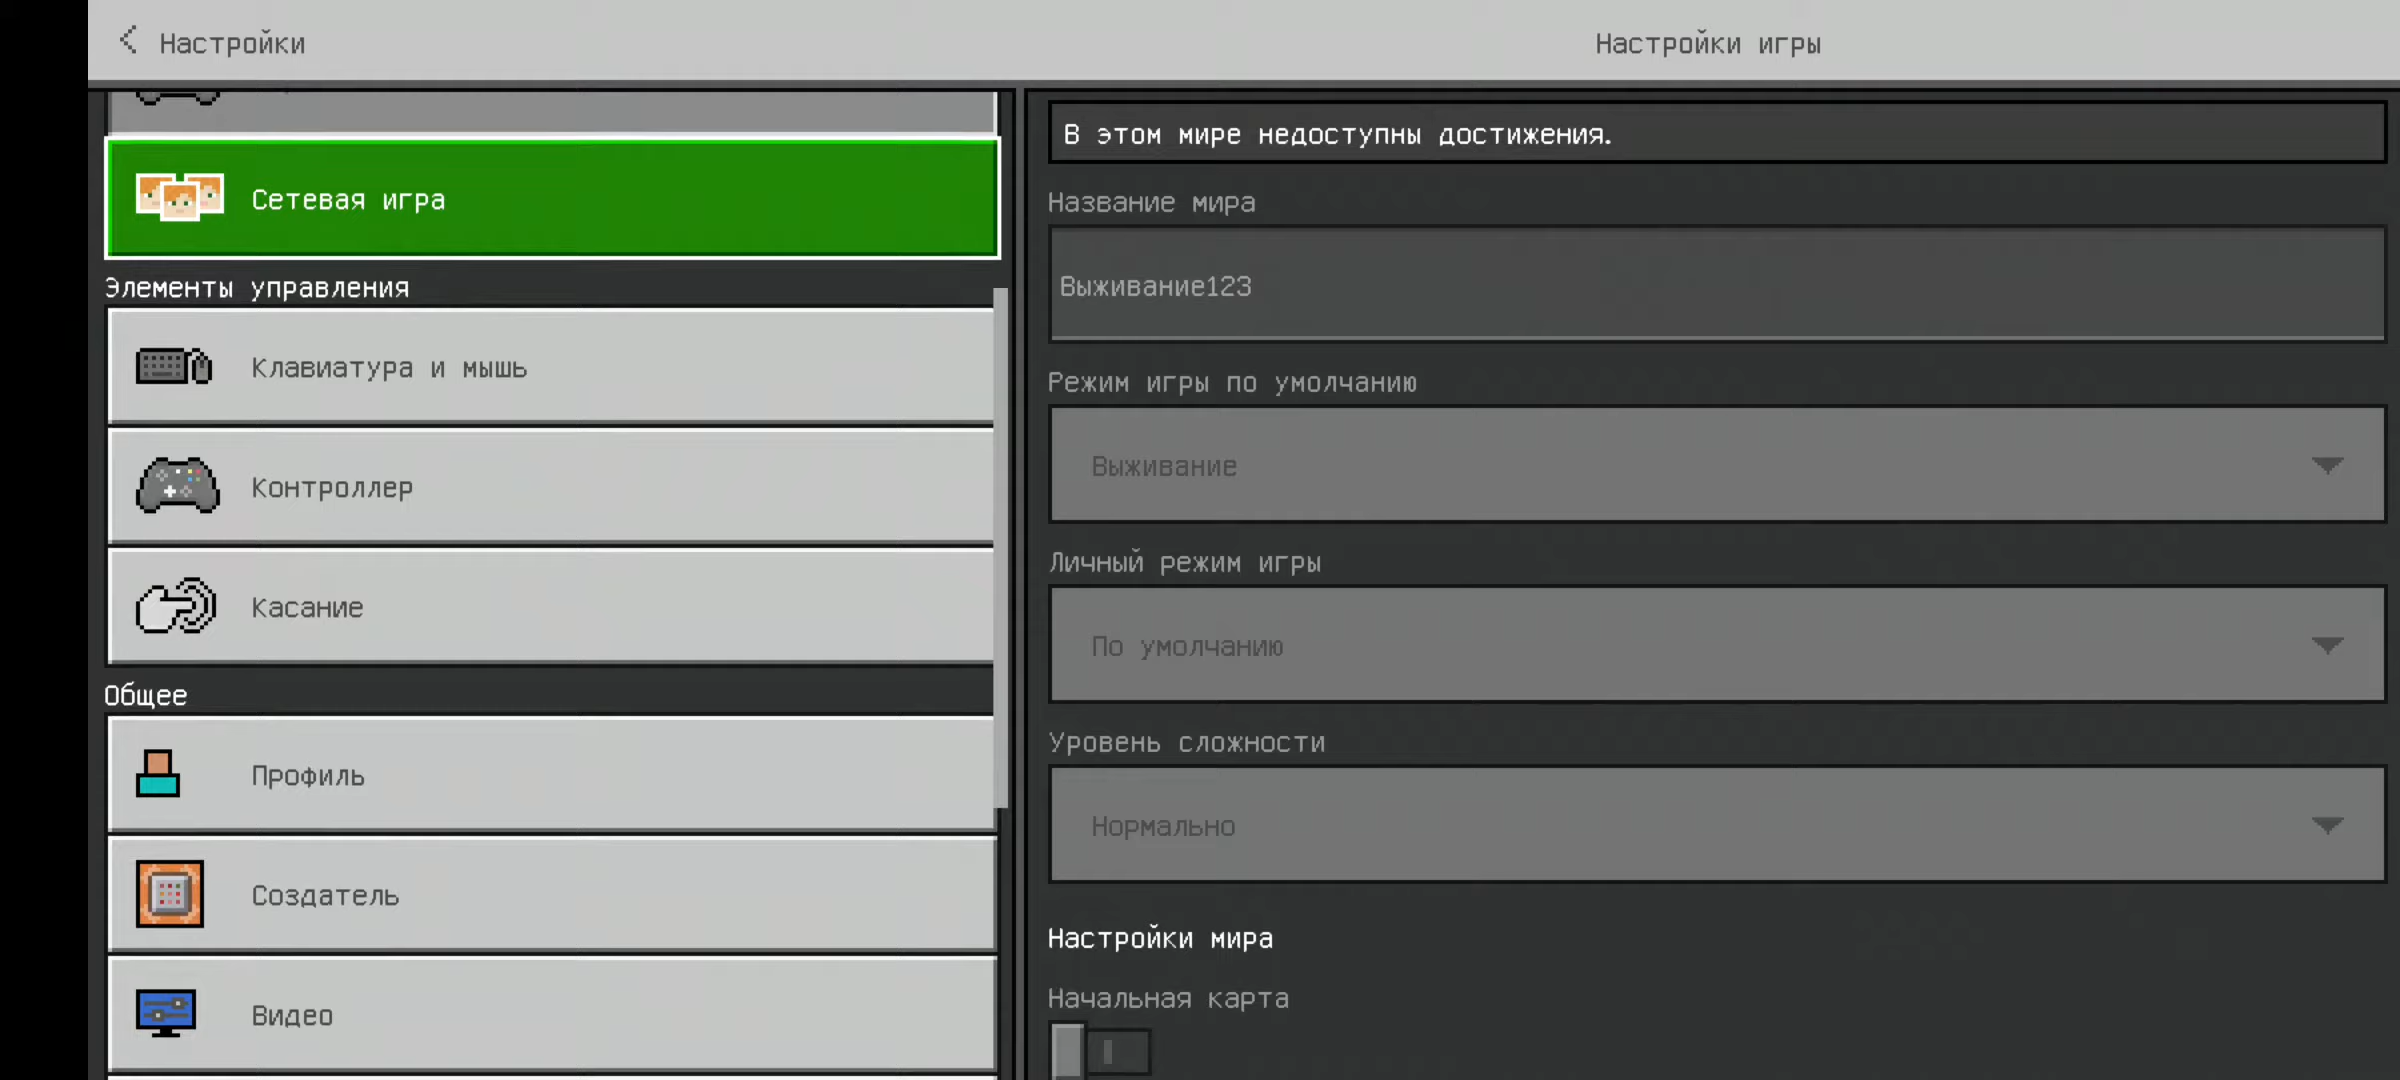 Настройки
Настройки игры
Сетевая игра
Элементы управления
Клавиатура и мышь
Контроллер
Касание
Общее
Профиль
Создатель
Видео
В этом мире недоступны достижения.
Название мира
Выживание123
Режим игры по умолчанию
Выживание
Личный режим игры
По умолчанию
Уровень сложности
Нормально
Настройки мира
Начальная карта